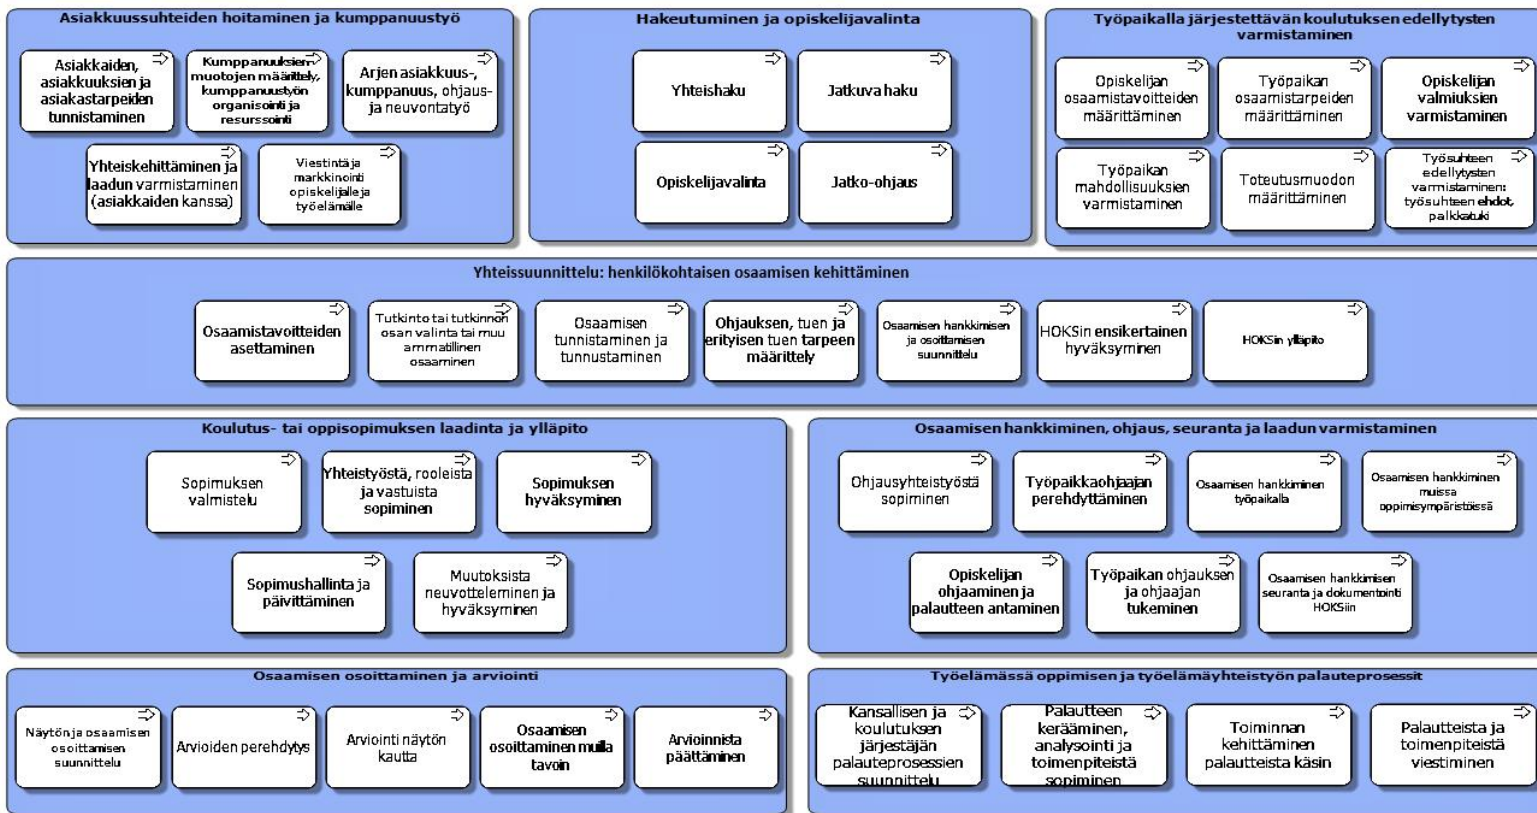 Asiakkuussuhteiden hoitaminen ja kumppanuustyö
Asiakkaiden,
asiakkuuksien ja
asiakastarpeiden
tunnistaminen
Kumppanuuksien
muotojen määrittely,
kumppanuustyön
organisointi ja
resurssointi
Arjen asiakkuus-,
kumppanuus, ohjaus-
ja neuvontatyö
Yhteiskehittäminen ja
laadun varmistaminen
(asiakkaiden kanssa)
Viestintä ja
markkinointi
opiskelijalle ja
työelämälle
Hakeutuminen ja opiskelijavalinta
Yhteishaku
Jatkuva haku
Opiskelijavalinta
Jatko-ohjaus
Työpaikalla järjestettävän koulutuksen edellytysten
varmistaminen
Opiskelijan
osaamistavoitteiden
määrittäminen
Työpaikan
osaamistarpeiden
määrittäminen
Opiskelijan
valmiuksien
varmistaminen
Työpaikan
mahdollisuuksien
varmistaminen
Toteutusmuodon
määrittäminen
Työsuhteen
edellytysten
varmistaminen:
työsuhteen ehdot,
palkkatuki
Yhteissuunnittelu: henkilökohtaisen osaamisen kehittäminen
Osaamistavoitteiden
asettaminen
Tutkinto tai tutkinnon
osan valinta tai muu
ammatillinen
osaaminen
Osaamisen
tunnistaminen ja
tunnustaminen
Ohjauksen, tuen ja
erityisen tuen tarpeen
määrittely
Osaamisen hankkimisen
ja osoittamisen
suunnittelu
HOKSin ensikertainen
hyväksyminen
HOKSin ylläpito
Koulutus- tai oppisopimuksen laadinta ja ylläpito
Sopimuksen
valmistelu
Yhteistyöstä, rooleista
ja vastuista
sopiminen
Sopimuksen
hyväksyminen
Sopimushallinta ja
päivittäminen
Muutoksista
neuvotteleminen ja
hyväksyminen
Osaamisen hankkiminen, ohjaus, seuranta ja laadun varmistaminen
Ohjausyhteistyöstä
sopiminen
Työpaikkaohjaajan
perehdyttäminen
Osaamisen hankkiminen
työpaikalla
Osaamisen hankkiminen
muissa
oppimisympäristöissä
Opiskelijan
ohjaaminen ja
palautteen antaminen
Työpaikan ohjauksen
ja ohjaajan
tukeminen
Osaamisen hankkimisen
seuranta ja dokumentointi
HOKSiin
Osaamisen osoittaminen ja arviointi
Näytön ja osaamisen
osoittamisen
suunnittelu
Arvioiden perehdytys
Arviointi näytön
kautta
Osaamisen
osoittaminen muilla
tavoin
Arvioinnista
päättäminen
Työelämässä oppimisen ja työelämäyhteistyön palauteprosessit
Kansallisen ja
koulutuksen
järjestäjän
palauteprosessien
suunnittelu
Palautteen
kerääminen,
analysointi ja
toimenpiteistä
sopiminen
Toiminnan
kehittäminen
palautteista käsin
Palautteista ja
toimenpiteistä
viestiminen